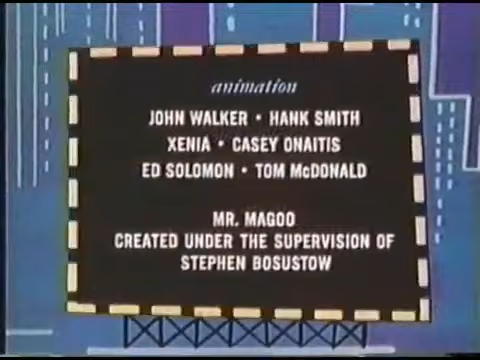 animation
JOHN WALKER • HANK SMITH
XENIA • CASEY ONAITIS
ED SOLOMON • TOM McDONALD
MR. MAGOO
CREATED UNDER THE SUPERVISION OF
STEPHEN BOSUSTOW